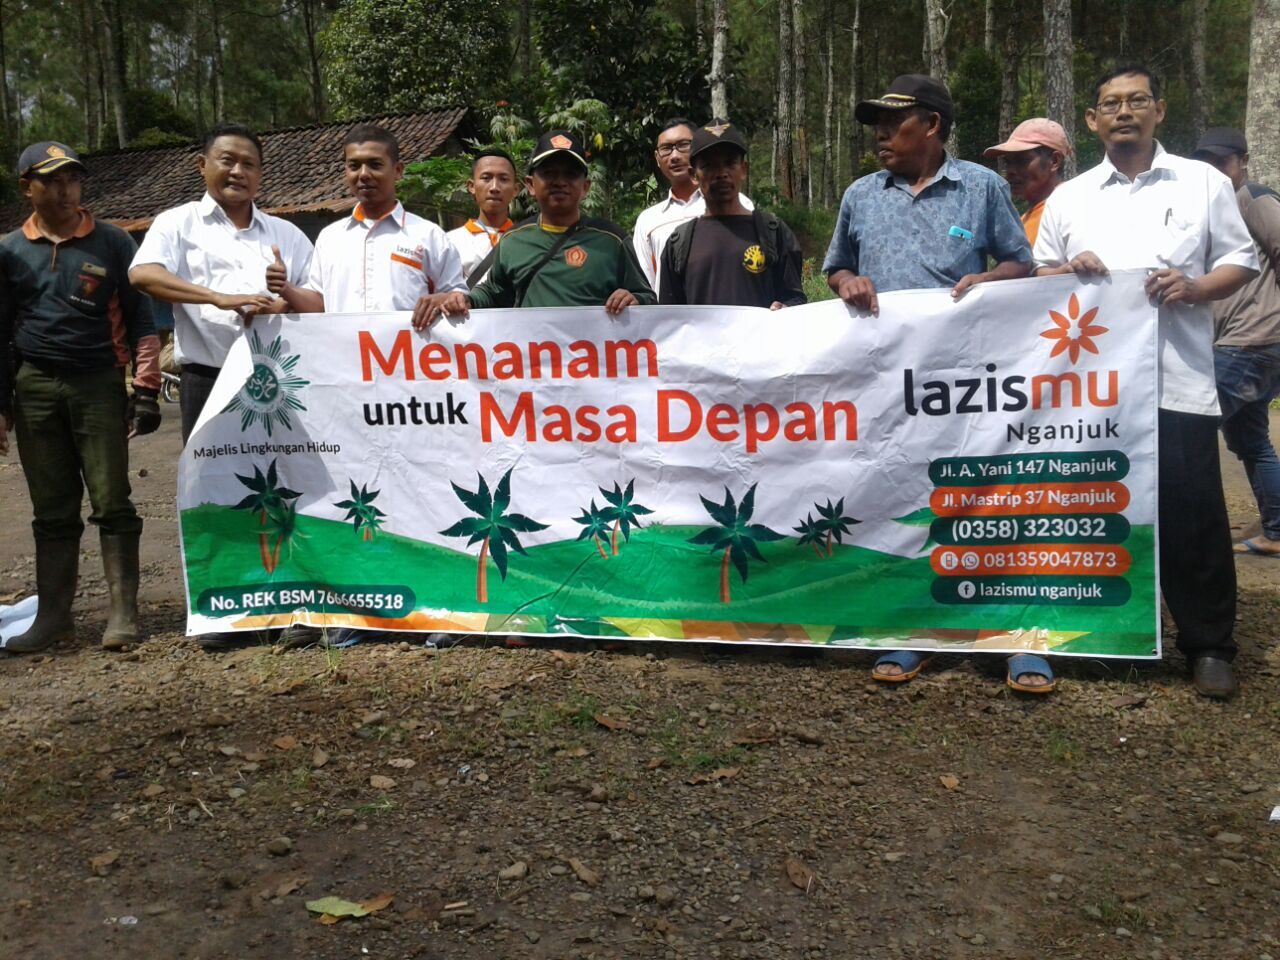 Menanam
untuk Masa Depan
Majelis Lingkungan Hidup
No. REK BSM 7666655518
lazismu
Nganjuk
Jl. A. Yani 147 Nganjuk
Jl. Mastrip 37 Nganjuk
(0358) 323032
081359047873
lazismu nganjuk
lazis